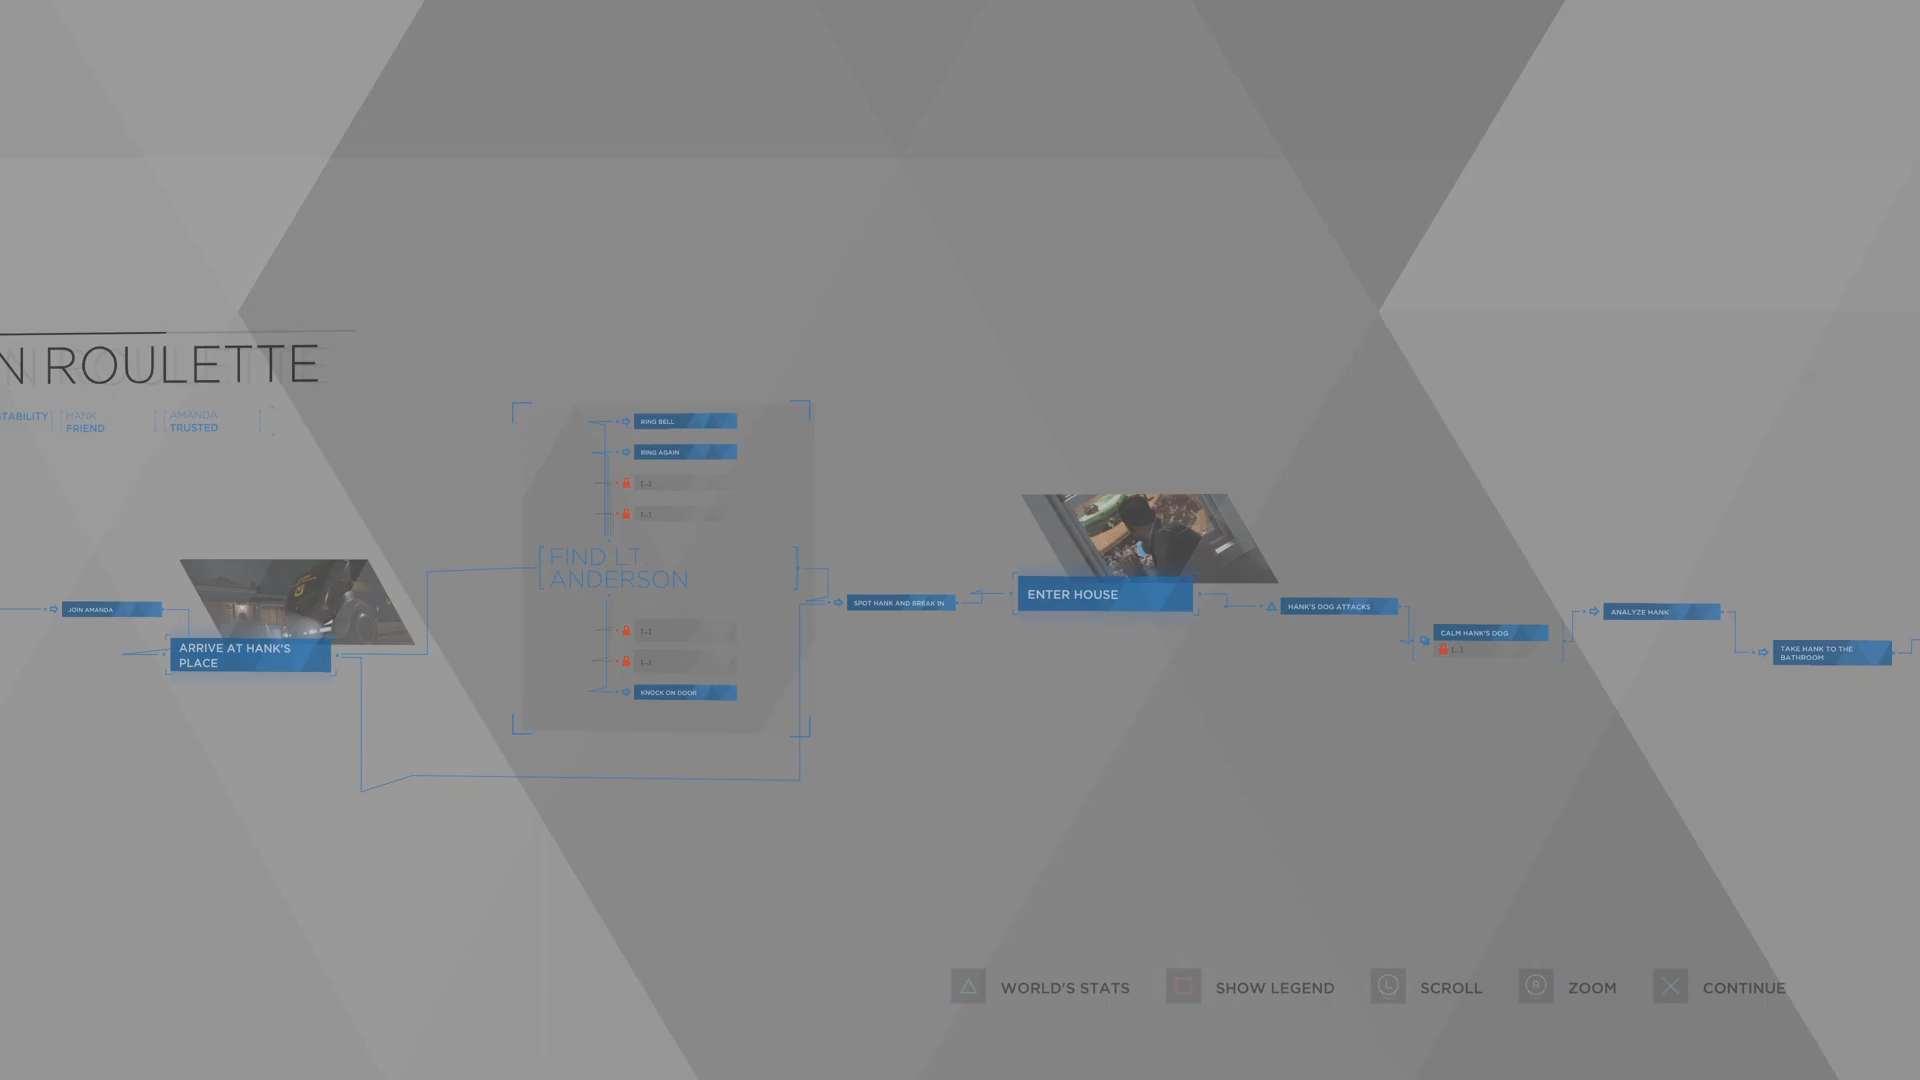 N ROULETTE
STABILITY
HANK
FRIEND
AMANDA
TRUSTED
JOIN AMANDA
ARRIVE AT HANK'S
PLACE
RING BELL
RING AGAIN
[...]
[...]
FIND LT.
ANDERSON
[...]
[...]
KNOCK ON DOOR
SPOT HANK AND BREAK IN
ENTER HOUSE
HANK'S DOG ATTACKS
CALM HANK'S DOG
[...]
ANALYZE HANK
TAKE HANK TO THE
BATHROOM
WORLD'S STATS
SHOW LEGEND
L SCROLL
R ZOOM
CONTINUE